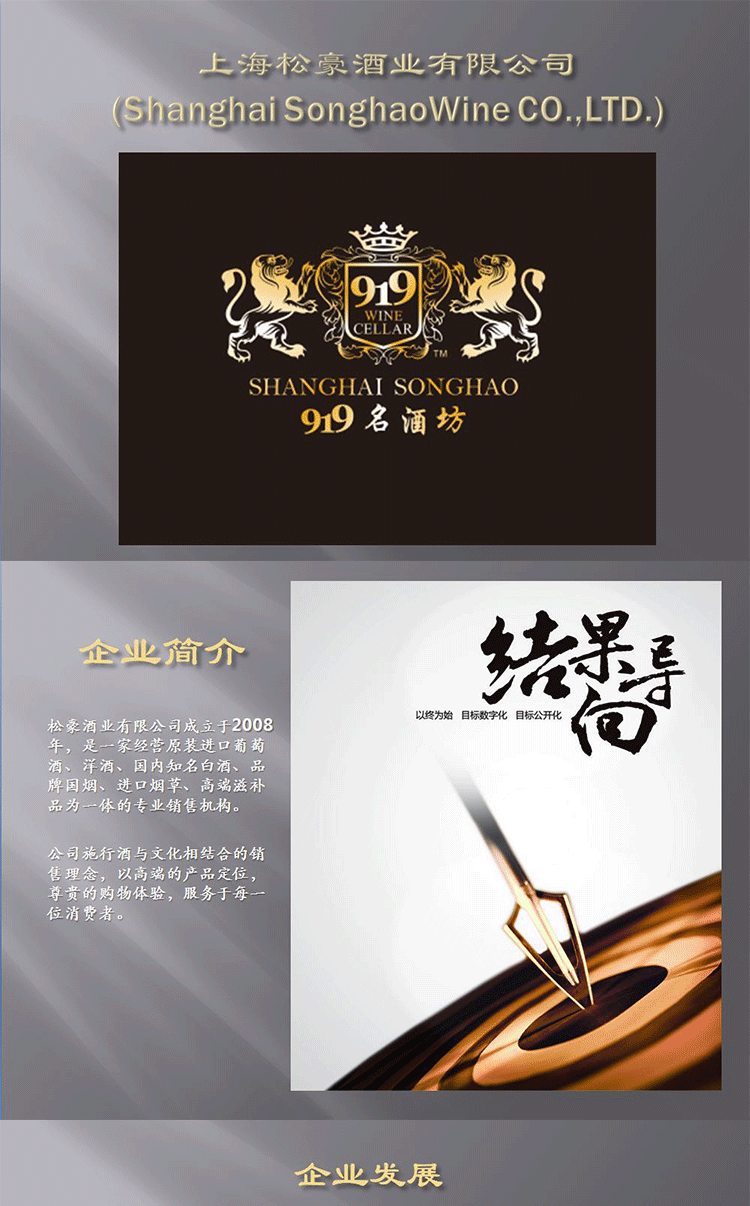 上海松豪酒业有限公司
(Shanghai SonghaoWine CO.,LTD.)
919
WINE
CELLAR
TM
SHANGHAI SONGHAO
919名酒坊
企业简介
松豪酒业有限公司成立于2008
年，是一家经营原装进口葡萄
酒、洋酒、国内知名白酒、品
牌国烟、进口烟草、高端滋补
品为一体的专业销售机构。
公司施行酒与文化相结合的销
售理念，以高端的产品定位，
尊贵的购物体验，服务于每一
位消费者。
结果导向
以终为始 目标数字化 目标公开化
企业发展